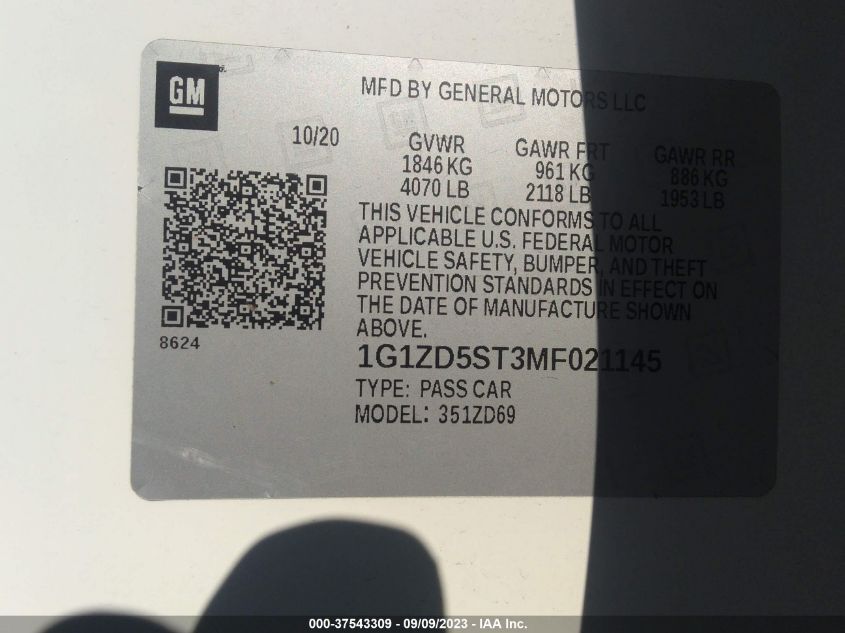 GM
MFD BY GENERAL MOTORS LLC
10/20
GVWR GAWR FRT GAWR RR
1846 KG 961 KG 886 KG
4070 LB 2118 LB 1953 LB
THIS VEHICLE CONFORMS TO ALL
APPLICABLE U.S. FEDERAL MOTOR
VEHICLE SAFETY, BUMPER, AND THEFT
PREVENTION STANDARDS IN EFFECT ON
THE DATE OF MANUFACTURE SHOWN
ABOVE.
8624
1G1ZD5ST3MF021145
TYPE: PASS CAR
MODEL: 351ZD69
000-37543309 - 09/09/2023 - IAA Inc.